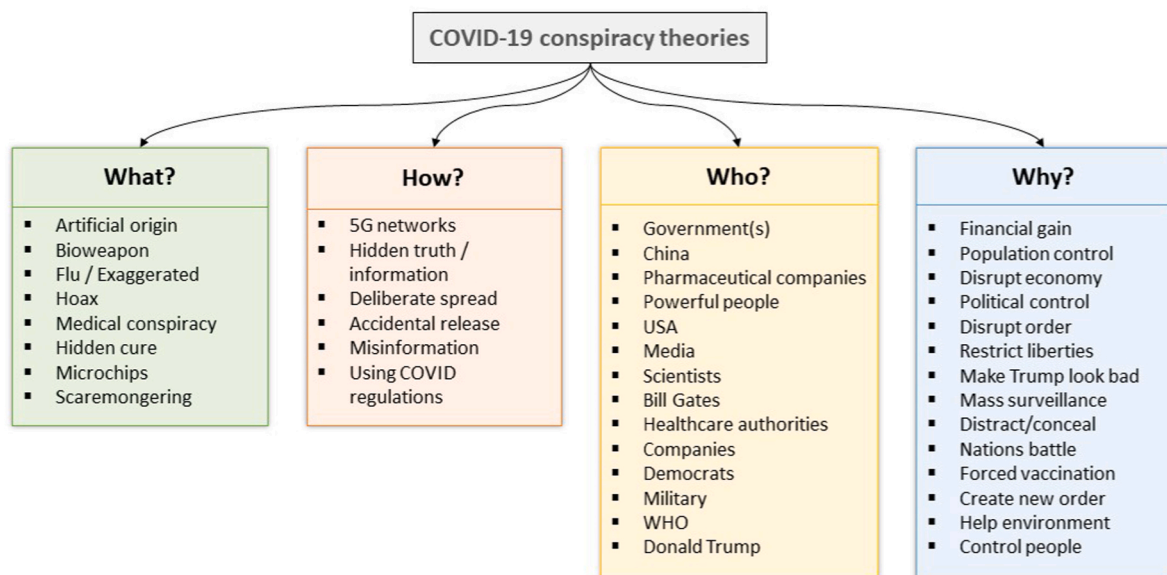 COVID-19 conspiracy theories
What?
▪ Artificial origin
▪ Bioweapon
▪ Flu / Exaggerated
▪ Hoax
▪ Medical conspiracy
▪ Hidden cure
▪ Microchips
▪ Scaremongering
How?
▪ 5G networks
▪ Hidden truth /
information
▪ Deliberate spread
▪ Accidental release
▪ Misinformation
▪ Using COVID
regulations
Who?
▪ Government(s)
▪ China
▪ Pharmaceutical companies
▪ Powerful people
▪ USA
▪ Media
▪ Scientists
▪ Bill Gates
▪ Healthcare authorities
▪ Companies
▪ Democrats
▪ Military
▪ WHO
▪ Donald Trump
Why?
▪ Financial gain
▪ Population control
▪ Disrupt economy
▪ Political control
▪ Disrupt order
▪ Restrict liberties
▪ Make Trump look bad
▪ Mass surveillance
▪ Distract/conceal
▪ Nations battle
▪ Forced vaccination
▪ Create new order
▪ Help environment
▪ Control people